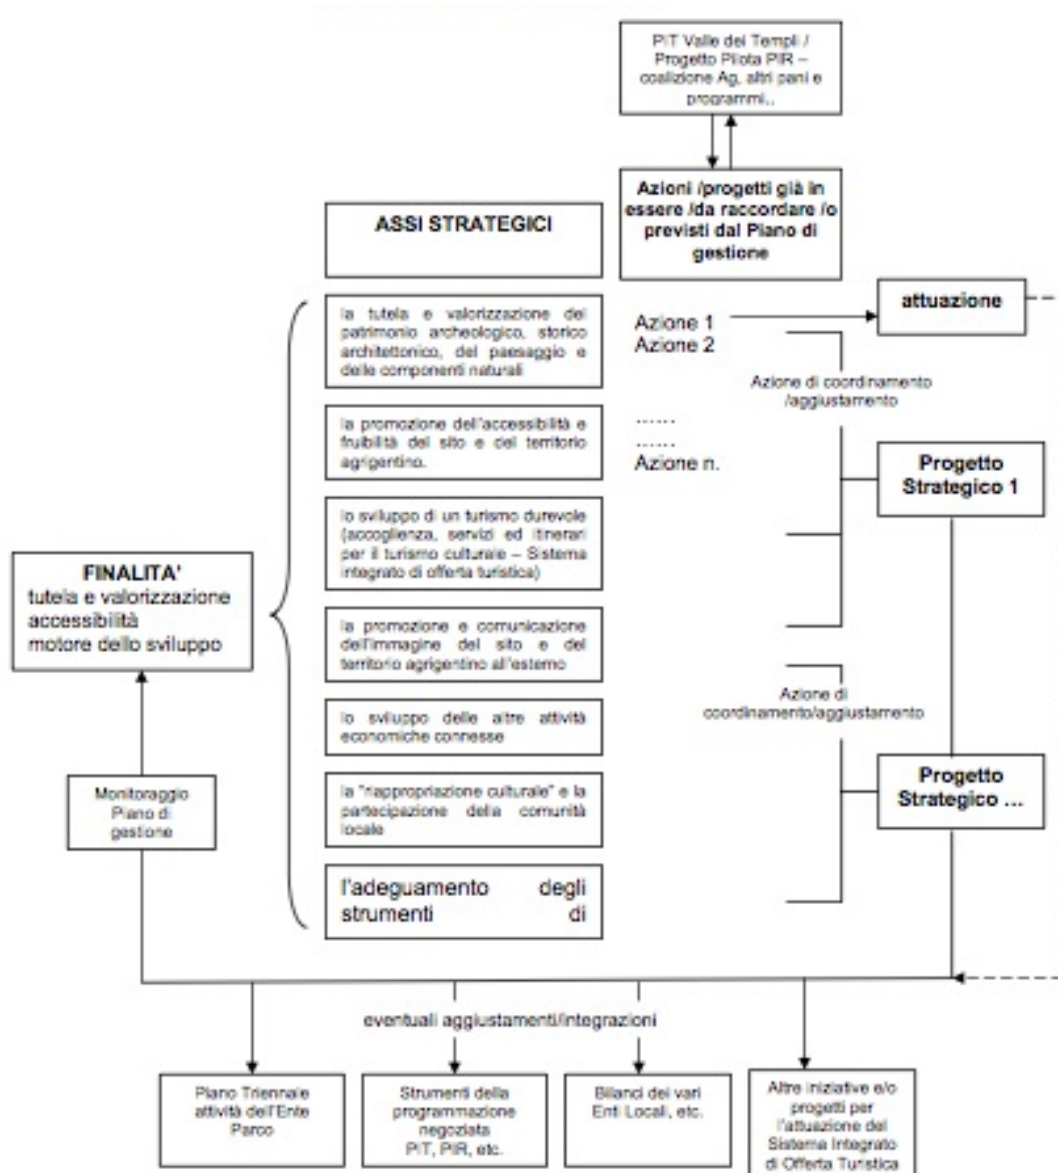 PIT Valle dei Templi /
Progetto Pilota PIR –
coalizione Ag, altri pani e
programmi..
Azioni /progetti già in
essere /da raccordare /o
previsti dal Piano di
gestione
ASSI STRATEGICI
attuazione
la tutela e valorizzazione del
patrimonio archeologico, storico
architettonico, del paesaggio e
delle componenti naturali
Azione 1
Azione 2
Azione di coordinamento
/aggiustamento
la promozione dell'accessibilità e
fruibilità del sito e del territorio
agrigentino.
......
......
Azione n.
Progetto
Strategico 1
lo sviluppo di un turismo durevole
(accoglienza, servizi ed itinerari
per il turismo culturale – Sistema
integrato di offerta turistica)
FINALITA'
tutela e valorizzazione
accessibilità
motore dello sviluppo
la promozione e comunicazione
dell'immagine del sito e del
territorio agrigentino all'esterno
Azione di
coordinamento/aggiustamento
lo sviluppo delle altre attività
economiche connesse
Progetto
Strategico ...
Monitoraggio
Piano di
gestione
la "riappropriazione culturale" e la
partecipazione della comunità
locale
l'adeguamento degli
strumenti di
eventuali aggiustamenti/integrazioni
Piano Triennale
attività dell'Ente
Parco
Strumenti della
programmazione
negoziata
PIT, PIR, etc.
Bilanci dei vari
Enti Locali, etc.
Altre iniziative e/o
progetti per
l'attuazione del
Sistema Integrato
di Offerta Turistica